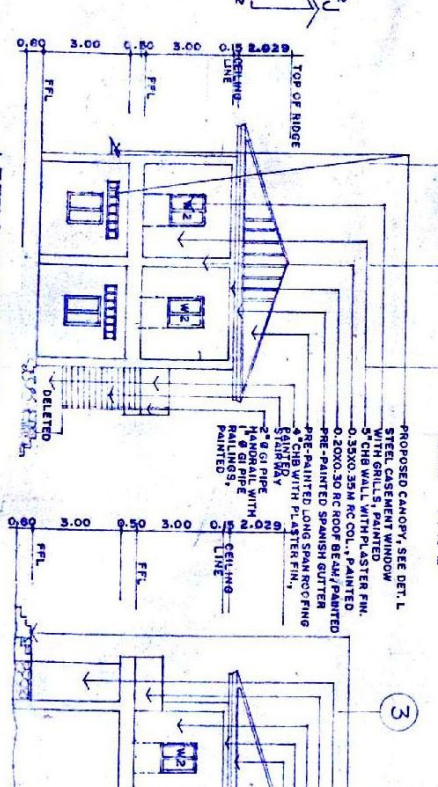 0.60 3.00 0.50 3.00 0.15 2.029
FFL
FFL
CEILING
LINE
TOP OF RIDGE
W2
W2
PROPOSED CANOPY, SEE DET. L
STEEL CASEMENT WINDOW
WITH GRILLS, PAINTED
5" CHB WALL WITH PLASTER FIN.
0.35X0.35M RC COL., PAINTED
0.20X0.30 RC ROOF BEAM, PAINTED
PRE-PAINTED SPANISH GUTTER
PRE-PAINTED LONG SPAN ROOFING
4" CHB WITH PLASTER FIN.,
PAINTED
STAIRWAY
2" Ø GI PIPE
HANDRAIL WITH
1" Ø GI PIPE
RAILINGS,
PAINTED
DELETED
0.60 3.00 0.50 3.00 0.15 2.029
FFL
FFL
CEILING
LINE
3
W2